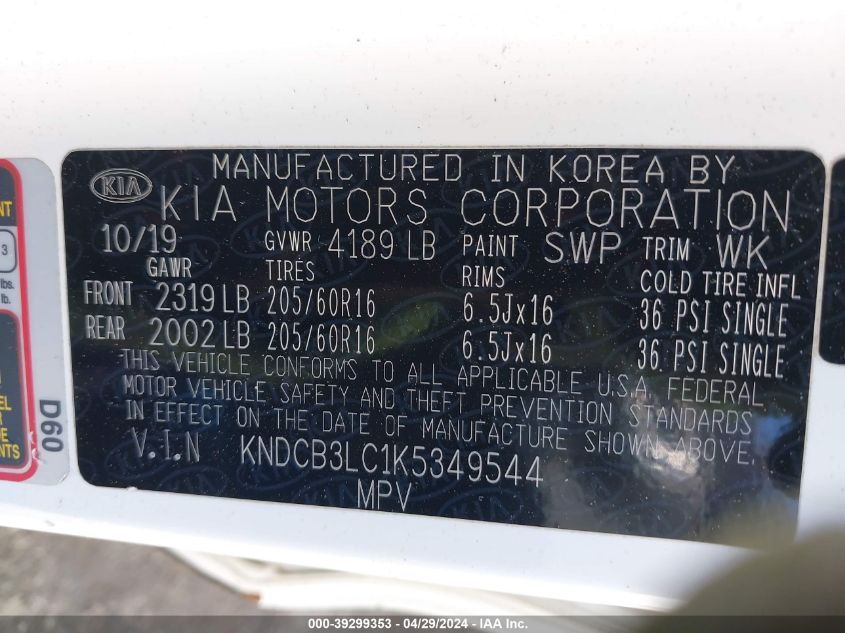 MANUFACTURED IN KOREA BY
KIA KIA MOTORS CORPORATION
10/19 GVWR 4189 LB PAINT SWP TRIM WK
GAWR TIRES RIMS COLD TIRE INFL
FRONT 2319 LB 205/60R16 6.5Jx16 36 PSI SINGLE
REAR 2002 LB 205/60R16 6.5Jx16 36 PSI SINGLE
THIS VEHICLE CONFORMS TO ALL APPLICABLE U.S.A. FEDERAL
MOTOR VEHICLE SAFETY AND THEFT PREVENTION STANDARDS
IN EFFECT ON THE DATE OF MANUFACTURE SHOWN ABOVE.
V.I.N KNDCB3LC1K5349544
MPV
D60
3
lbs.
lb.
000-39299353 - 04/29/2024 - IAA Inc.